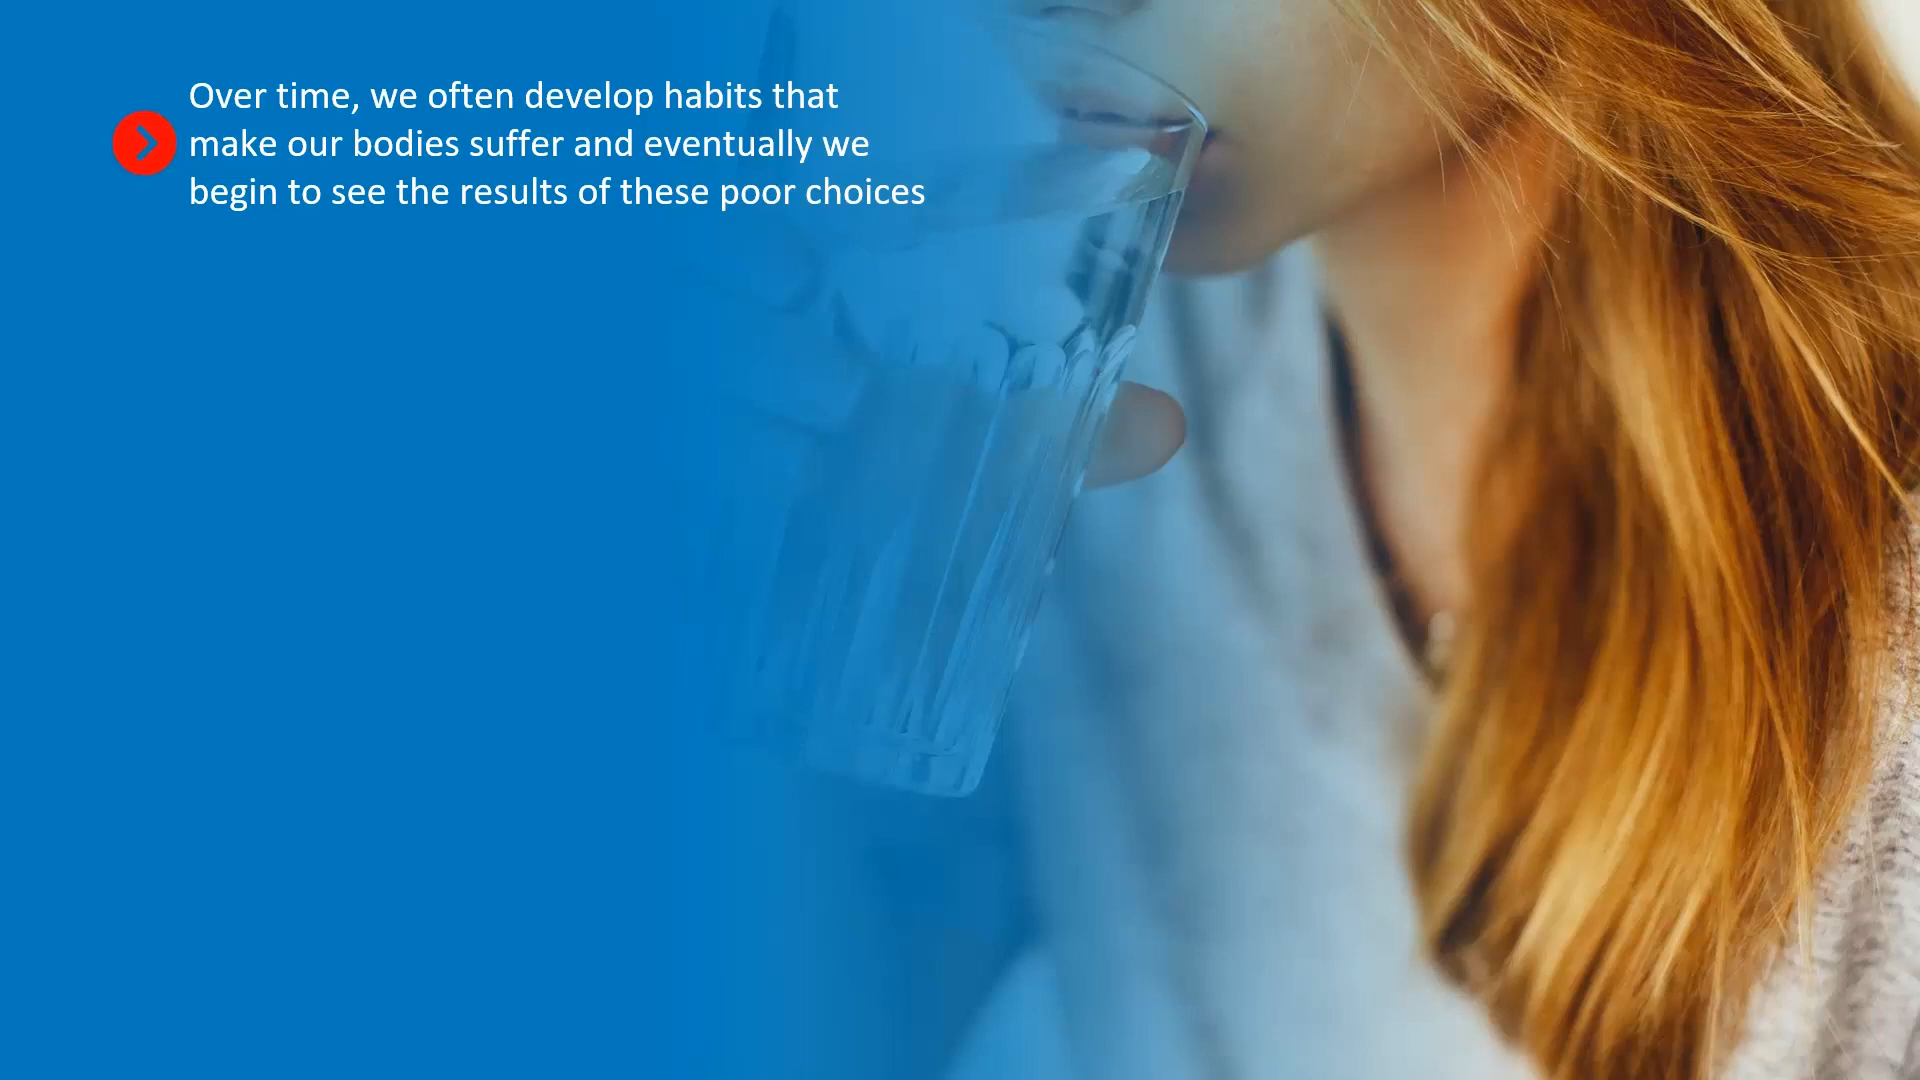 Over time, we often develop habits that
make our bodies suffer and eventually we
begin to see the results of these poor choices